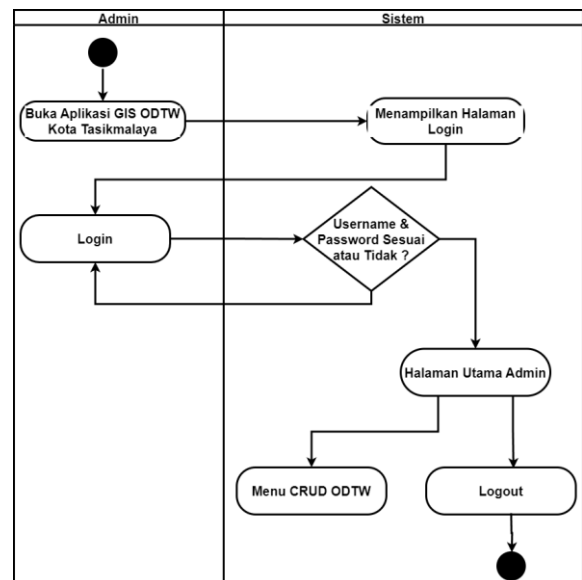 Admin
Sistem
Buka Aplikasi GIS ODTW
Kota Tasikmalaya
Menampilkan Halaman
Login
Login
Username &
Password Sesuai
atau Tidak ?
Halaman Utama Admin
Menu CRUD ODTW
Logout